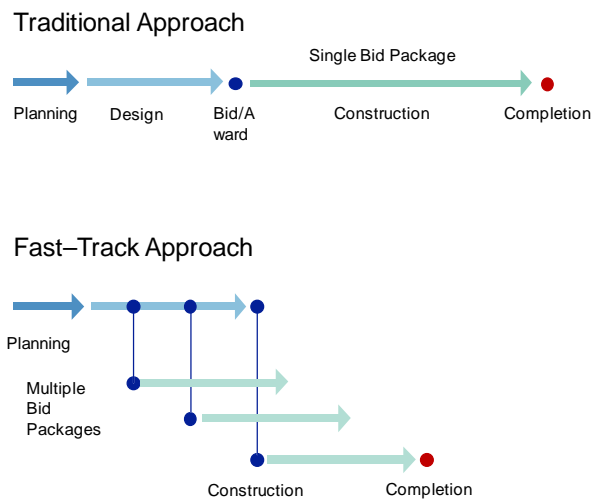 Traditional Approach
Single Bid Package
Planning
Design
Bid/A
ward
Construction
Completion
Fast–Track Approach
Planning
Multiple
Bid
Packages
Construction
Completion